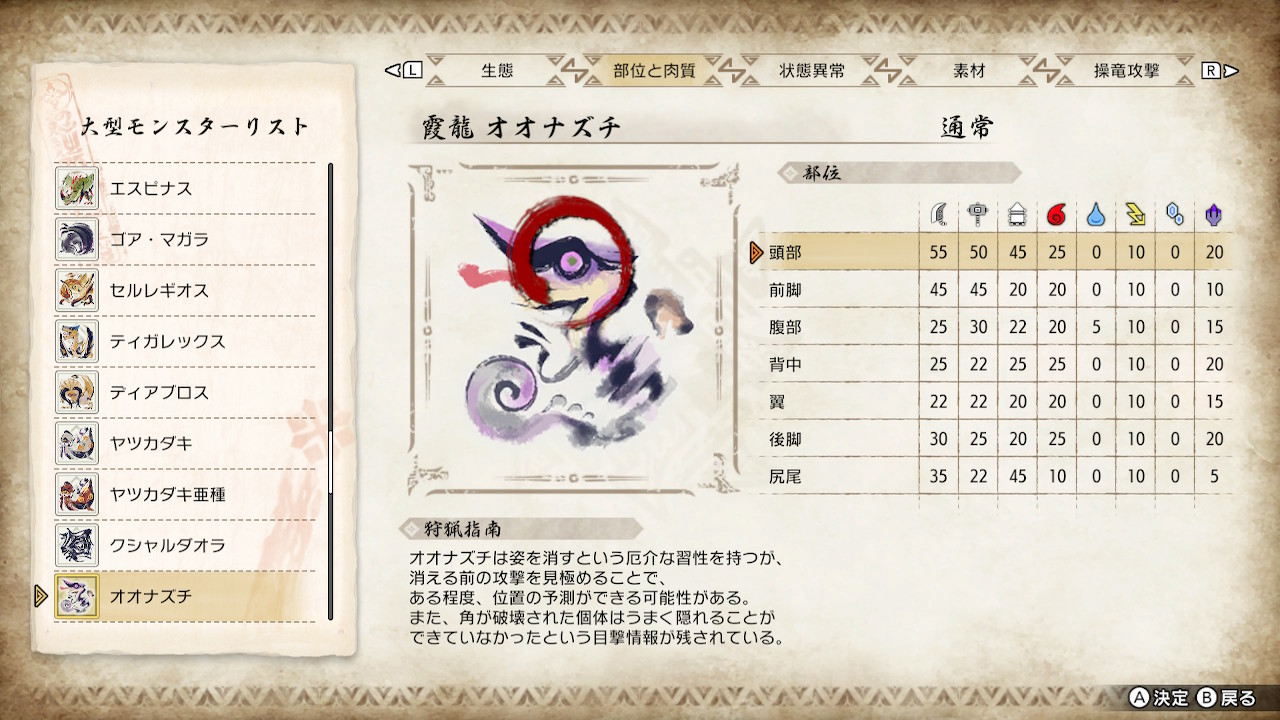 L
生態
部位と肉質
状態異常
素材
操竜攻撃
R
大型モンスターリスト
エスピナス
ゴア・マガラ
セルレギオス
ティガレックス
ディアブロス
ヤツカダキ
ヤツカダキ亜種
クシャルダオラ
オオナズチ
霞龍 オオナズチ
通常
部位
頭部 55 50 45 25 0 10 0 20
前脚 45 45 20 20 0 10 0 10
腹部 25 30 22 20 5 10 0 15
背中 25 22 25 25 0 10 0 20
翼 22 22 20 20 0 10 0 15
後脚 30 25 20 25 0 10 0 20
尻尾 35 22 45 10 0 10 0 5
狩猟指南
オオナズチは姿を消すという厄介な習性を持つが、
消える前の攻撃を見極めることで、
ある程度、位置の予測ができる可能性がある。
また、角が破壊された個体はうまく隠れることが
できていなかったという目撃情報が残されている。
A 決定 B 戻る